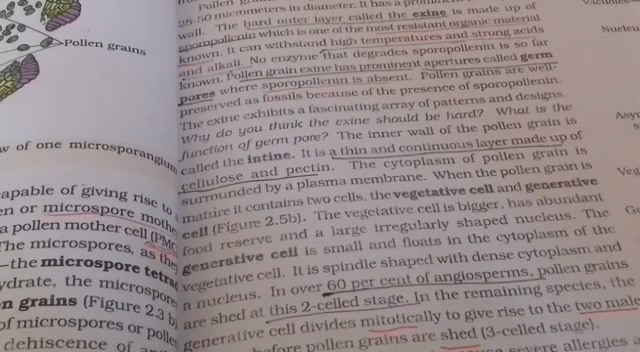 Pollen grains
w of one microsporangium
apable of giving rise to
en or microspore mothe
a pollen mother cell (PMC
The microspores, as they
—the microspore tetrad
ydrate, the microspore
en grains (Figure 2.3 b
of microspores or polle
dehiscence of
25-50 micrometers in diameter. It has a
wall. The hard outer layer called the exine is made up of
sporopollenin which is one of the most resistant organic material
known. It can withstand high temperatures and strong acids
and alkali. No enzyme that degrades sporopollenin is so far
known. Pollen grain exine has prominent apertures called germ
pores where sporopollenin is absent. Pollen grains are well-
preserved as fossils because of the presence of sporopollenin.
The exine exhibits a fascinating array of patterns and designs.
Why do you think the exine should be hard? What is the
function of germ pore? The inner wall of the pollen grain is
called the intine. It is a thin and continuous layer made up of
cellulose and pectin. The cytoplasm of pollen grain is
surrounded by a plasma membrane. When the pollen grain is
mature it contains two cells, the vegetative cell and generative
cell (Figure 2.5b). The vegetative cell is bigger, has abundant
food reserve and a large irregularly shaped nucleus. The
generative cell is small and floats in the cytoplasm of the
vegetative cell. It is spindle shaped with dense cytoplasm and
a nucleus. In over 60 per cent of angiosperms, pollen grains
are shed at this 2-celled stage. In the remaining species, the
generative cell divides mitotically to give rise to the two male
before pollen grains are shed (3-celled stage).
severe allergies a
Vacuoles
Nucleu
Asym
Veg
Ge